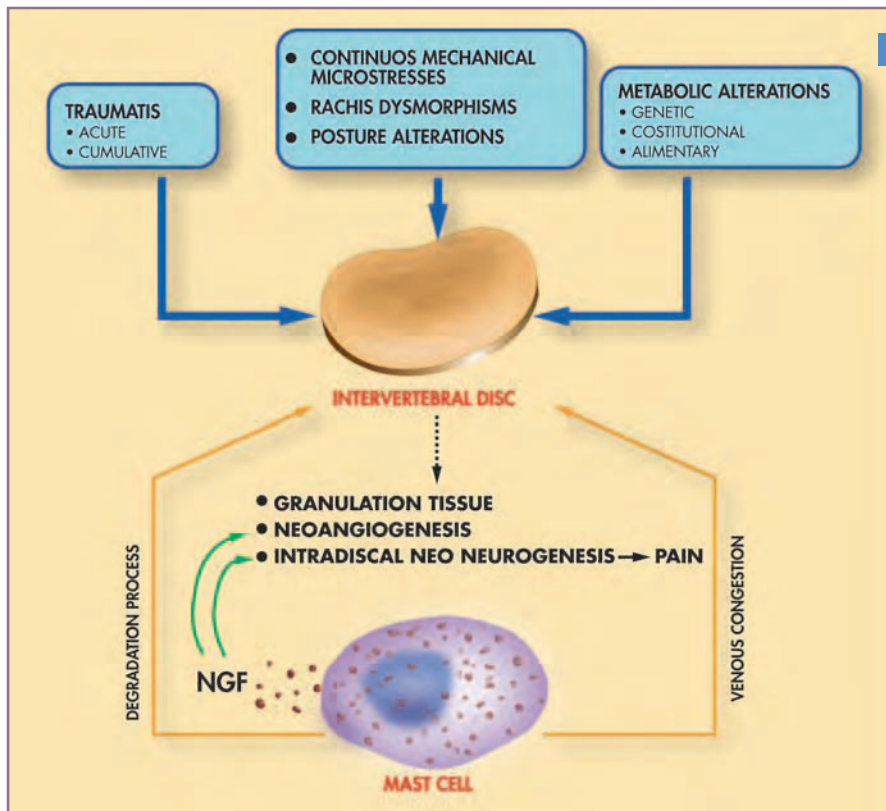 TRAUMATIS
• ACUTE
• CUMULATIVE
• CONTINUOS MECHANICAL
MICROSTRESSES
• RACHIS DYSMORPHISMS
• POSTURE ALTERATIONS
METABOLIC ALTERATIONS
• GENETIC
• COSTITUTIONAL
• ALIMENTARY
INTERVERTEBRAL DISC
• GRANULATION TISSUE
• NEOANGIOGENESIS
• INTRADISCAL NEO NEUROGENESIS → PAIN
DEGRADATION PROCESS
VENOUS CONGESTION
NGF
MAST CELL